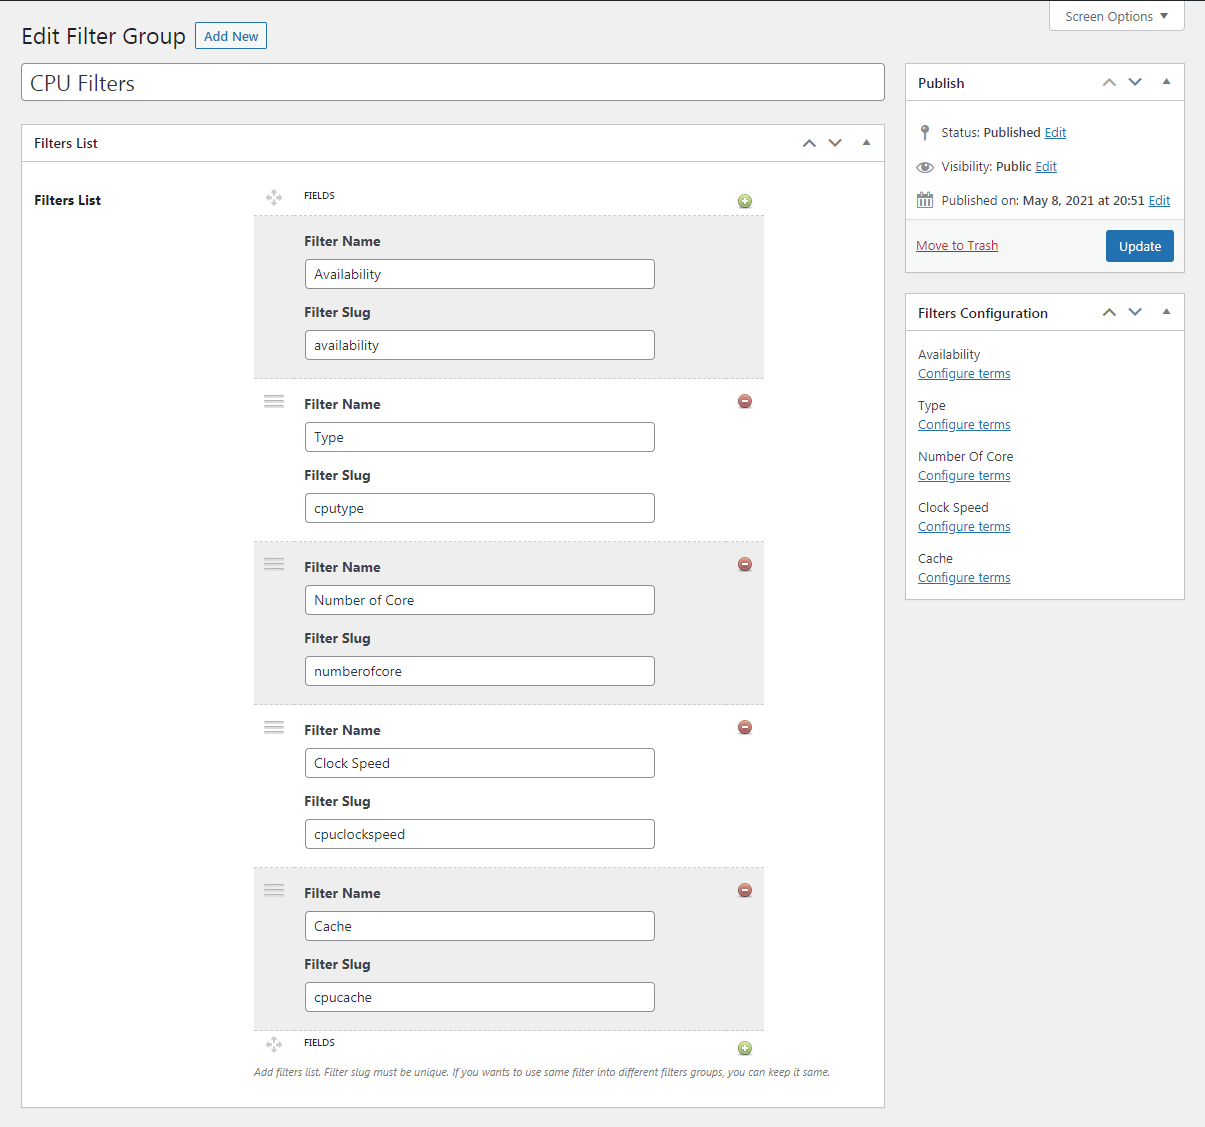 Screen Options
Edit Filter Group Add New
CPU Filters
Filters List
Filters List
FIELDS
Filter Name
Availability
Filter Slug
availability
Filter Name
Type
Filter Slug
cputype
Filter Name
Number of Core
Filter Slug
numberofcore
Filter Name
Clock Speed
Filter Slug
cpuclockspeed
Filter Name
Cache
Filter Slug
cpucache
FIELDS
Add filters list. Filter slug must be unique. If you wants to use same filter into different filters groups, you can keep it same.
Publish
Status: Published Edit
Visibility: Public Edit
Published on: May 8, 2021 at 20:51 Edit
Move to Trash Update
Filters Configuration
Availability
Configure terms
Type
Configure terms
Number Of Core
Configure terms
Clock Speed
Configure terms
Cache
Configure terms